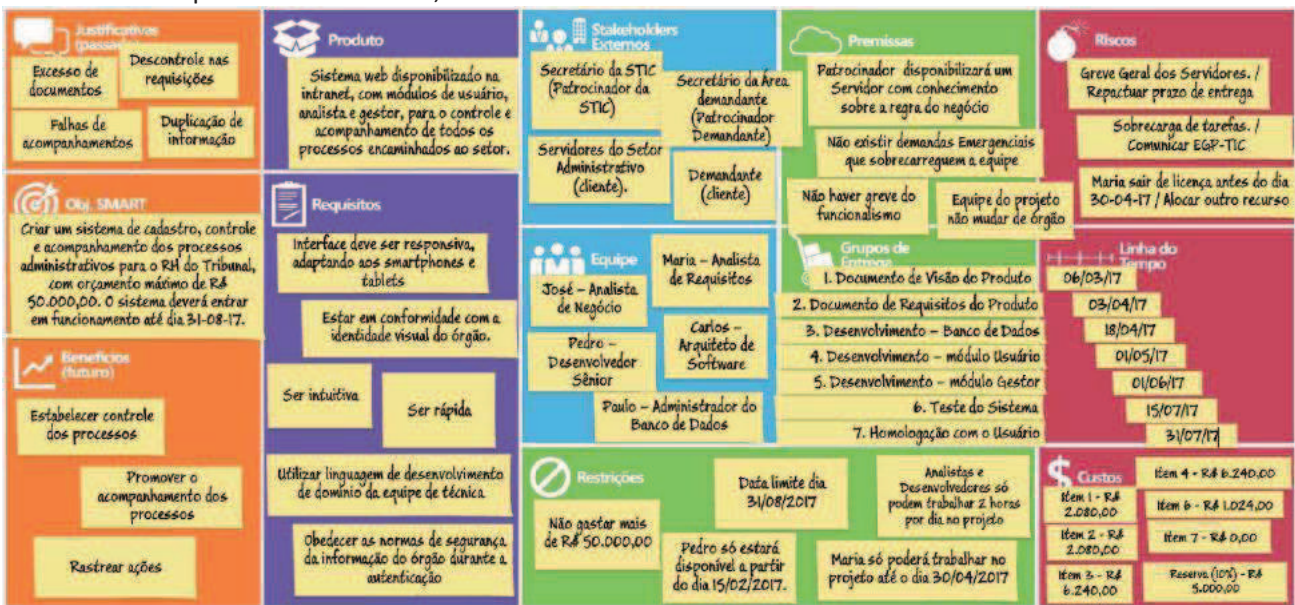 Justificativas
(passado)
Excesso de
documentos
Descontrole nas
requisições
Falhas de
acompanhamentos
Duplicação de
informação
Obj. SMART
Criar um sistema de cadastro, controle
e acompanhamento dos processos
administrativos para o RH do Tribunal,
com orçamento máximo de R$
50.000,00. O sistema deverá entrar
em funcionamento até dia 31-08-17.
Benefícios
(futuro)
Estabelecer controle
dos processos
Promover o
acompanhamento dos
processos
Rastrear ações
Produto
Sistema web disponibilizado na
intranet, com módulos de usuário,
analista e gestor, para o controle e
acompanhamento de todos os
processos encaminhados ao setor.
Requisitos
Interface deve ser responsiva,
adaptando aos smartphones e
tablets
Estar em conformidade com a
identidade visual do órgão.
Ser intuitiva
Ser rápida
Utilizar linguagem de desenvolvimento
de domínio da equipe de técnica
Obedecer as normas de segurança
da informação do órgão durante a
autenticação
Stakeholders
Externos
Secretário da STIC
(Patrocinador da
STIC)
Secretário da Área
demandante
(Patrocinador
Demandante)
Servidores do Setor
Administrativo
(cliente).
Demandante
(cliente)
Equipe
José – Analista
de Negócio
Maria – Analista
de Requisitos
Pedro –
Desenvolvedor
Sênior
Carlos –
Arquiteto de
Software
Paulo – Administrador do
Banco de Dados
Premissas
Patrocinador disponibilizará um
Servidor com conhecimento
sobre a regra do negócio
Não existir demandas Emergenciais
que sobrecarreguem a equipe
Não haver greve do
funcionalismo
Equipe do projeto
não mudar de órgão
Grupos de
Entrega
1. Documento de Visão do Produto
2. Documento de Requisitos do Produto
3. Desenvolvimento – Banco de Dados
4. Desenvolvimento – módulo Usuário
5. Desenvolvimento – módulo Gestor
6. Teste do Sistema
7. Homologação com o Usuário
Restrições
Não gastar mais
de R$ 50.000,00
Data limite dia
31/08/2017
Pedro só estará
disponível a partir
do dia 15/02/2017.
Analistas e
Desenvolvedores só
podem trabalhar 2 horas
por dia no projeto
Maria só poderá trabalhar no
projeto até o dia 30/04/2017
Riscos
Greve Geral dos Servidores. /
Repactuar prazo de entrega
Sobrecarga de tarefas. /
Comunicar EGP-TIC
Maria sair de licença antes do dia
30-04-17 / Alocar outro recurso
Linha do
Tempo
06/03/17
03/04/17
18/04/17
01/05/17
01/06/17
15/07/17
31/07/17
Custos
Item 1 - R$
2.080,00
Item 2 - R$
2.080,00
Item 3 - R$
6.240,00
Item 4 - R$ 6.240,00
Item 6 - R$ 1.024,00
Item 7 - R$ 0,00
Reserva (10%) - R$
5.000,00